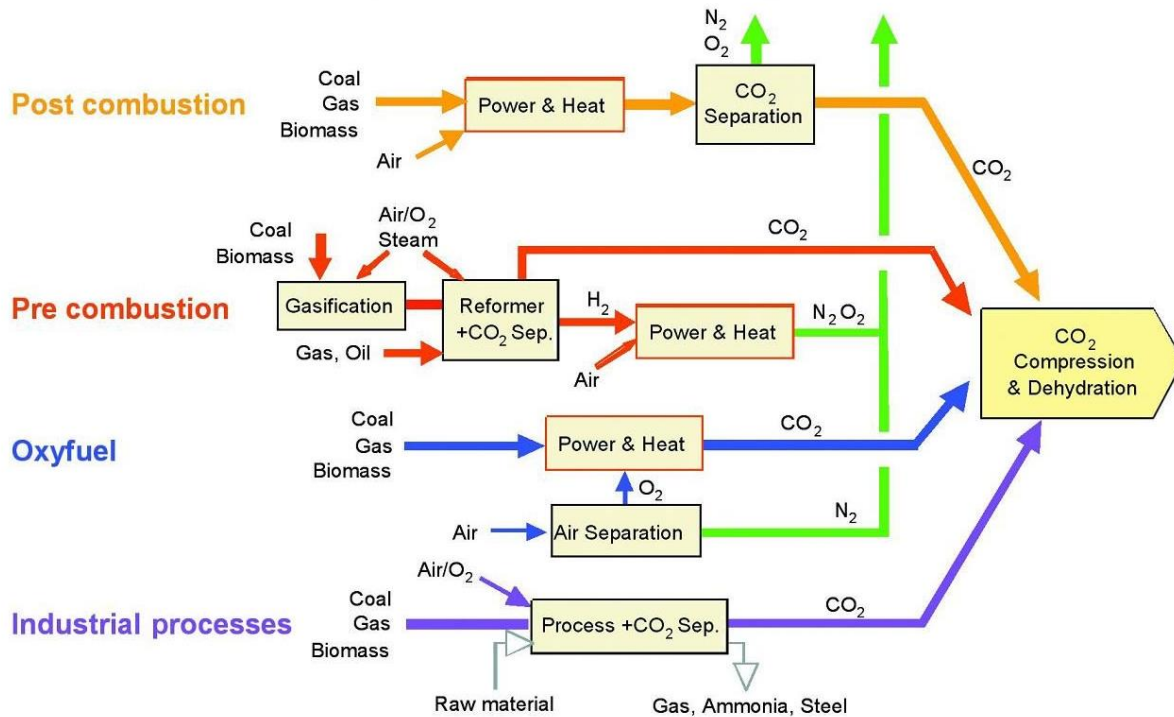 N₂
O₂
Post combustion
Coal
Gas
Biomass
Air
Power & Heat
CO₂
Separation
CO₂
Pre combustion
Coal
Biomass
Air/O₂
Steam
Gasification
Gas, Oil
Reformer
+CO₂ Sep.
CO₂
H₂
Air
Power & Heat
N₂O₂
CO₂
Compression
& Dehydration
Oxyfuel
Coal
Gas
Biomass
Power & Heat
CO₂
O₂
Air
Air Separation
N₂
Industrial processes
Air/O₂
Coal
Gas
Biomass
Process +CO₂ Sep.
CO₂
Raw material
Gas, Ammonia, Steel